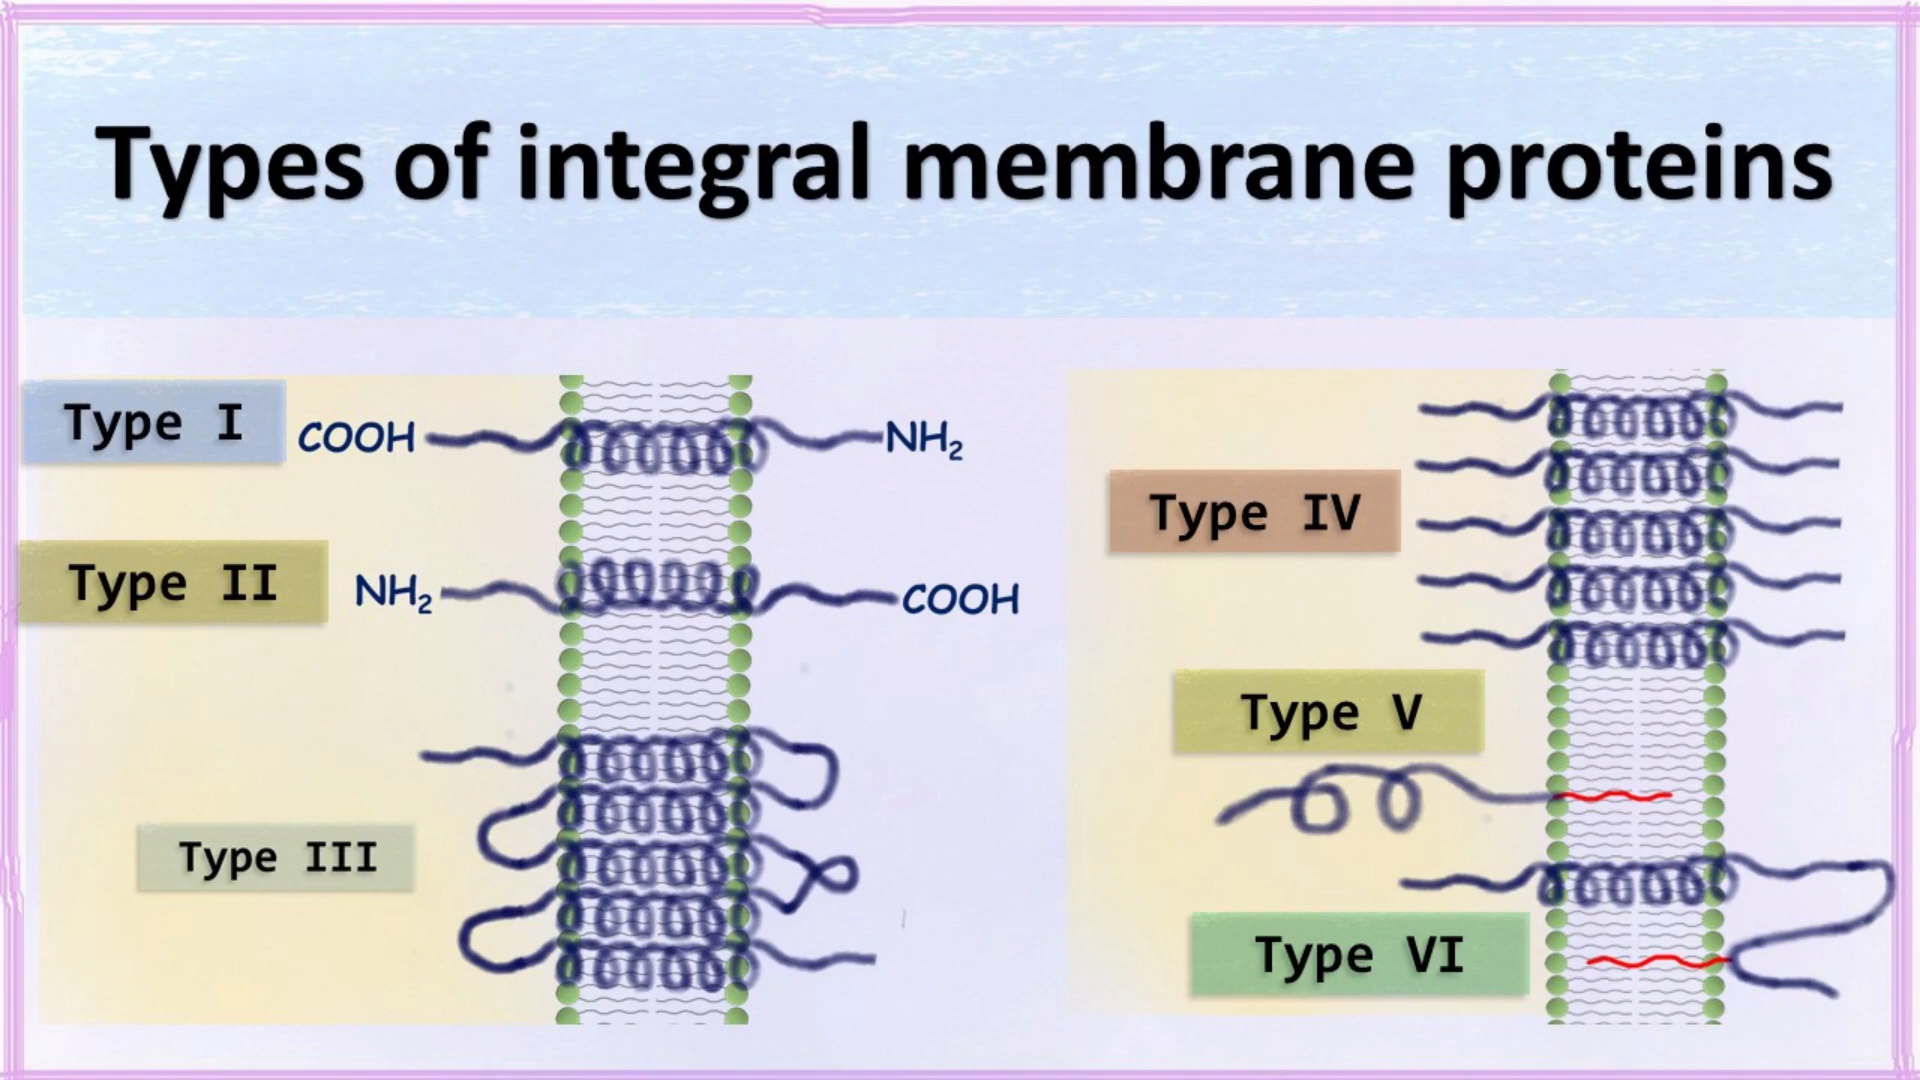 Types of integral membrane proteins
Type I
COOH
NH₂
Type II
NH₂
COOH
Type III
Type IV
Type V
Type VI